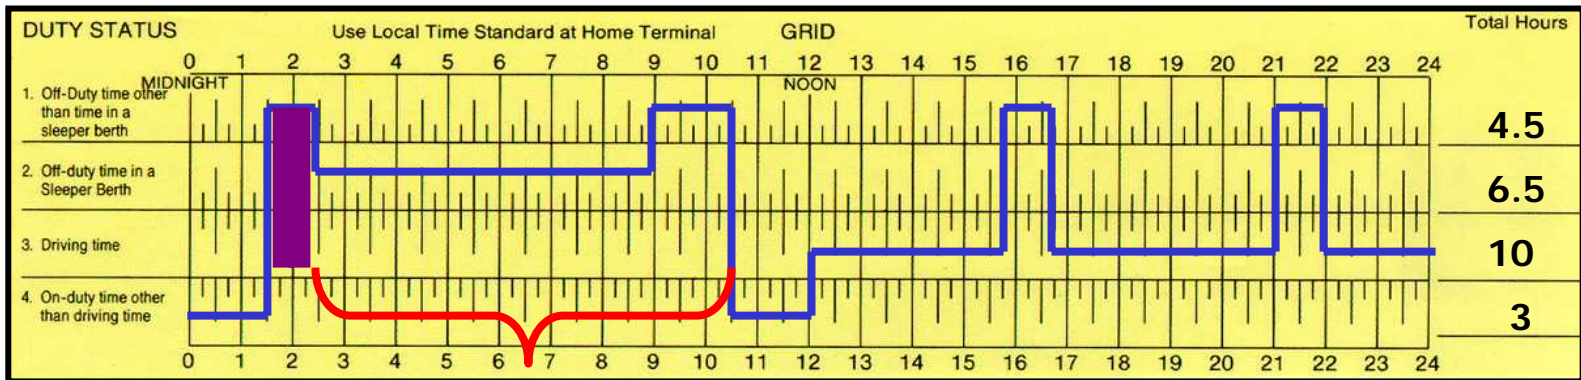 DUTY STATUS Use Local Time Standard at Home Terminal GRID Total Hours
0 1 2 3 4 5 6 7 8 9 10 11 12 13 14 15 16 17 18 19 20 21 22 23 24
MIDNIGHT NOON
1. Off-Duty time other
than time in a
sleeper berth
4.5
2. Off-duty time in a
Sleeper Berth
6.5
3. Driving time
10
4. On-duty time other
than driving time
3
0 1 2 3 4 5 6 7 8 9 10 11 12 13 14 15 16 17 18 19 20 21 22 23 24